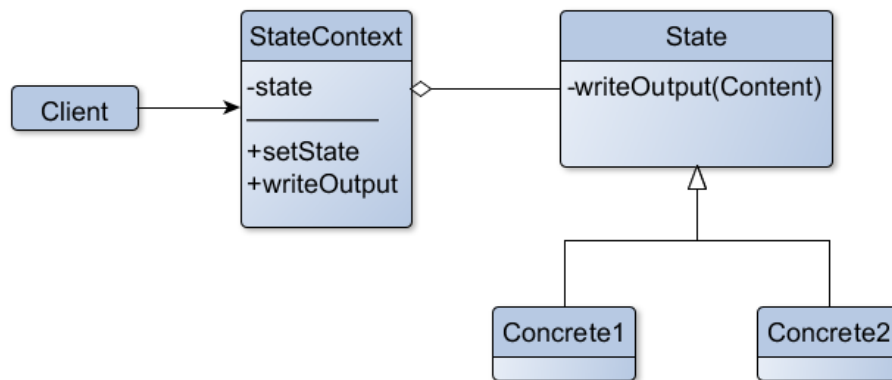 StateContext
-state
+setState
+writeOutput
State
-writeOutput(Content)
Client
Concrete1
Concrete2